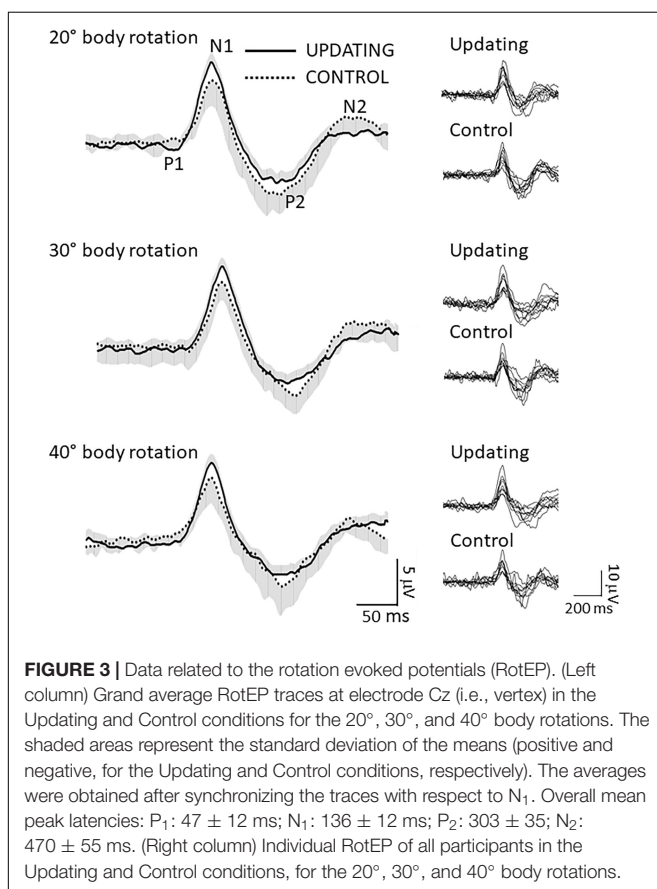 20° body rotation
N1
UPDATING
CONTROL
N2
P1
P2
Updating
Control
30° body rotation
Updating
Control
40° body rotation
Updating
Control
5 µV
50 ms
10 µV
200 ms
FIGURE 3 | Data related to the rotation evoked potentials (RotEP). (Left
column) Grand average RotEP traces at electrode Cz (i.e., vertex) in the
Updating and Control conditions for the 20°, 30°, and 40° body rotations. The
shaded areas represent the standard deviation of the means (positive and
negative, for the Updating and Control conditions, respectively). The averages
were obtained after synchronizing the traces with respect to N₁. Overall mean
peak latencies: P₁: 47 ± 12 ms; N₁: 136 ± 12 ms; P₂: 303 ± 35; N₂:
470 ± 55 ms. (Right column) Individual RotEP of all participants in the
Updating and Control conditions, for the 20°, 30°, and 40° body rotations.